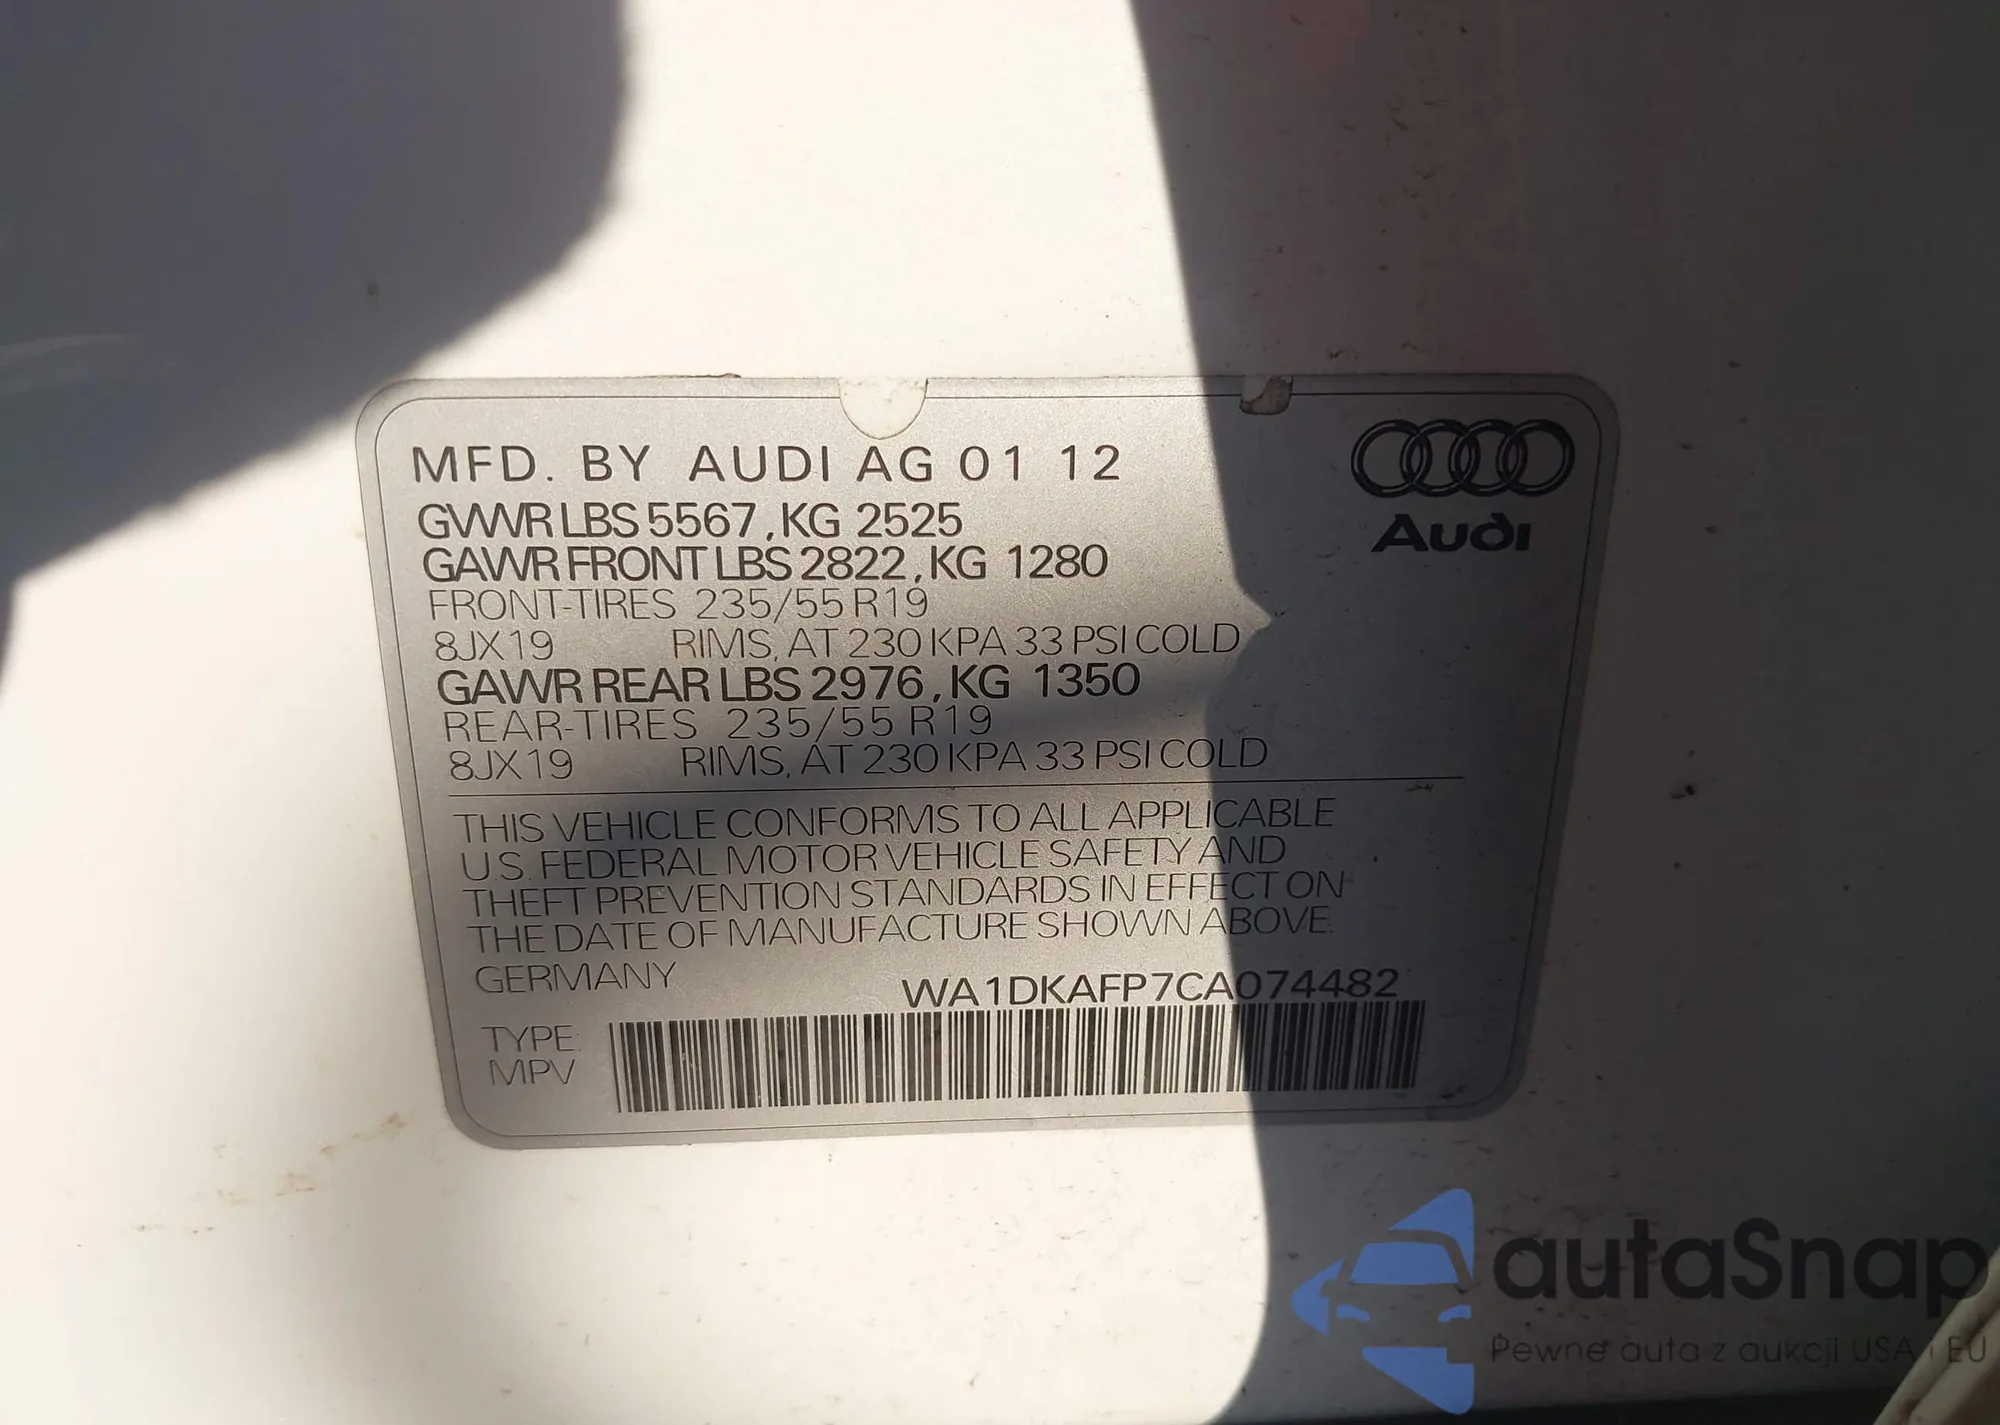 MFD. BY AUDI AG 01 12
GVWR LBS 5567, KG 2525
GAWR FRONT LBS 2822, KG 1280
FRONT-TIRES 235/55 R19
8JX19 RIMS, AT 230 KPA 33 PSI COLD
GAWR REAR LBS 2976, KG 1350
REAR-TIRES 235/55 R19
8JX19 RIMS, AT 230 KPA 33 PSI COLD
Audi
THIS VEHICLE CONFORMS TO ALL APPLICABLE
U.S. FEDERAL MOTOR VEHICLE SAFETY AND
THEFT PREVENTION STANDARDS IN EFFECT ON
THE DATE OF MANUFACTURE SHOWN ABOVE.
GERMANY WA1DKAFP7CA074482
TYPE:
MPV
autaSnap
Pewne auta z aukcji USA i EU